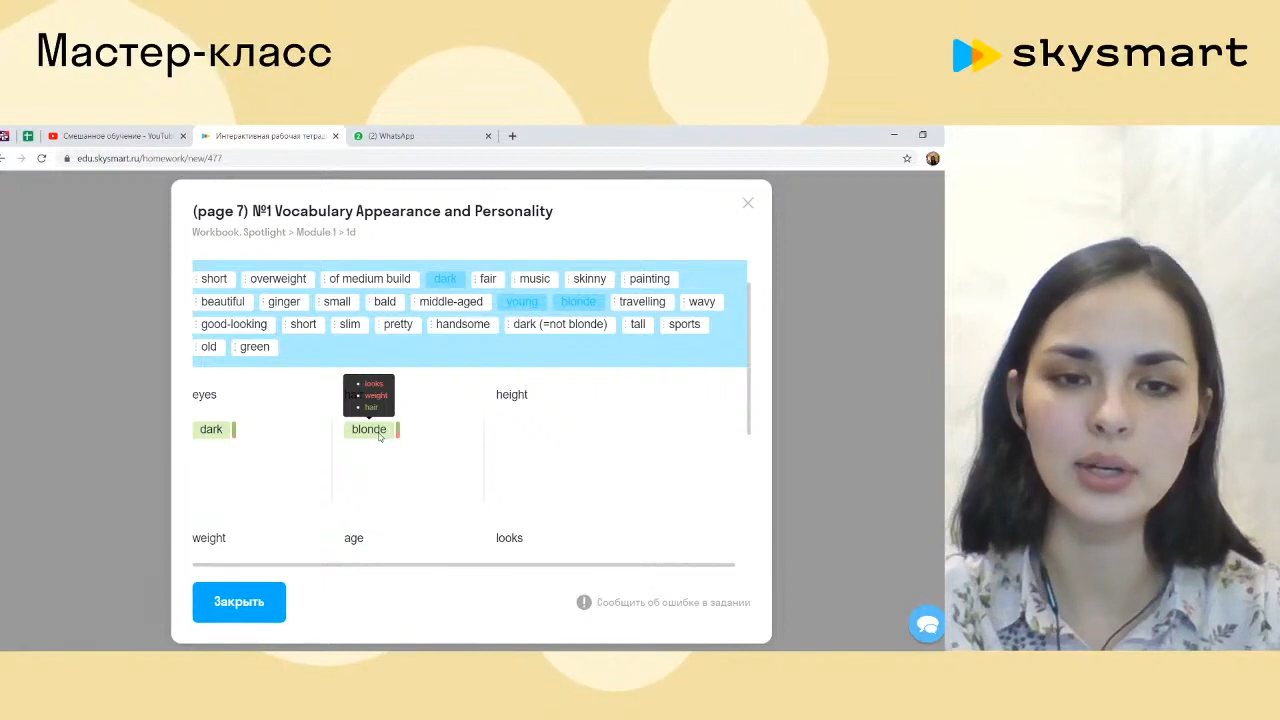 Мастер-класс
skysmart
Смешанное обучение - YouTub
Интерактивная рабочая тетрад
(2) WhatsApp
edu.skysmart.ru/homework/new/477
(page 7) №1 Vocabulary Appearance and Personality
Workbook. Spotlight > Module 1 > 1d
short overweight of medium build dark fair music skinny painting
beautiful ginger small bald middle-aged young blonde travelling wavy
good-looking short slim pretty handsome dark (=not blonde) tall sports
old green
looks
weight
hair
eyes height
dark blonde
weight age looks
Закрыть
Сообщить об ошибке в задании